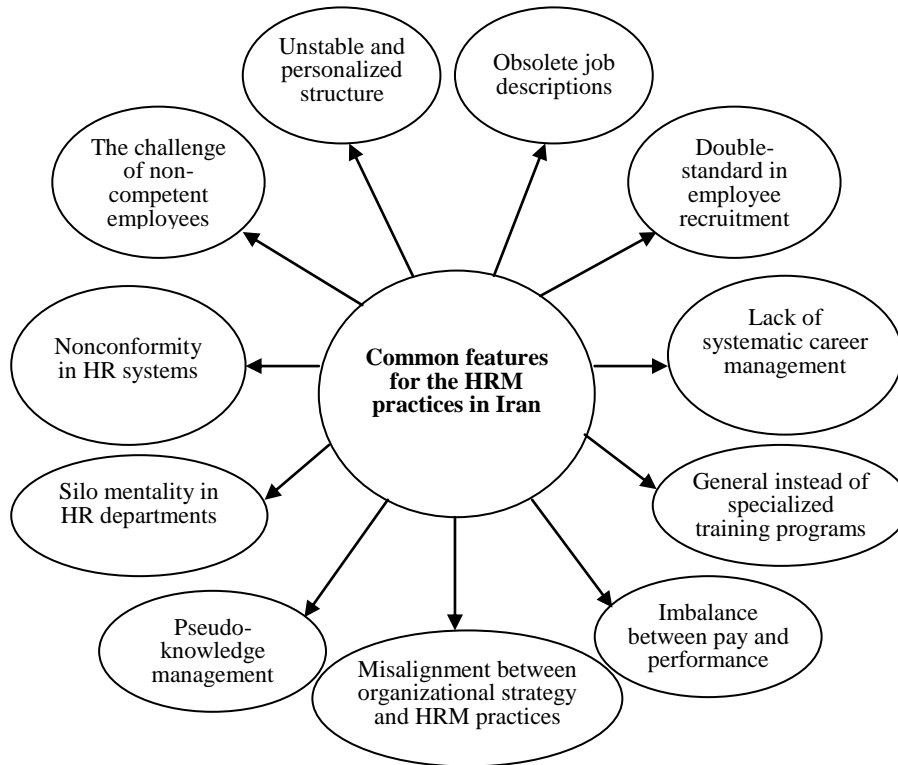 Unstable and
personalized
structure
Obsolete job
descriptions
The challenge
of non-
competent
employees
Double-
standard in
employee
recruitment
Nonconformity
in HR systems
Common features
for the HRM
practices in Iran
Lack of
systematic career
management
Silo mentality in
HR departments
General instead of
specialized
training programs
Pseudo-
knowledge
management
Misalignment between
organizational strategy
and HRM practices
Imbalance
between pay and
performance